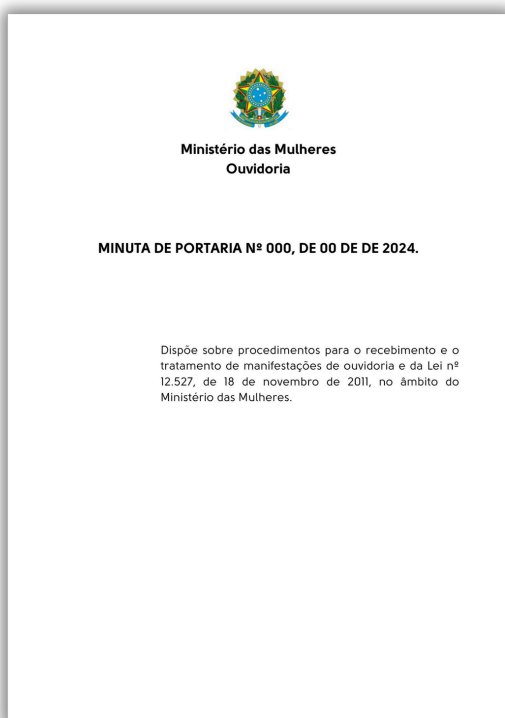 Ministério das Mulheres
Ouvidoria
MINUTA DE PORTARIA Nº 000, DE 00 DE DE 2024.
Dispõe sobre procedimentos para o recebimento e o
tratamento de manifestações de ouvidoria e da Lei nº
12.527, de 18 de novembro de 2011, no âmbito do
Ministério das Mulheres.